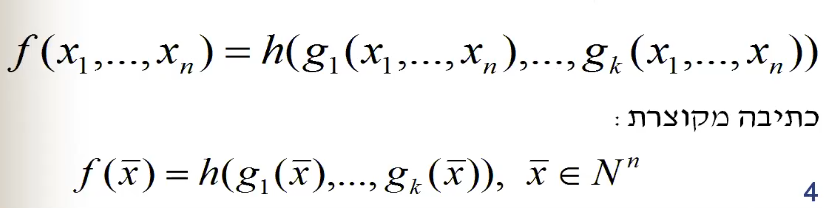 f(x₁,...,xₙ) = h(g₁(x₁,...,xₙ),...,gₖ(x₁,...,xₙ))
כתיבה מקוצרת :
f(x̅) = h(g₁(x̅),...,gₖ(x̅)), x̅ ∈ Nⁿ
4